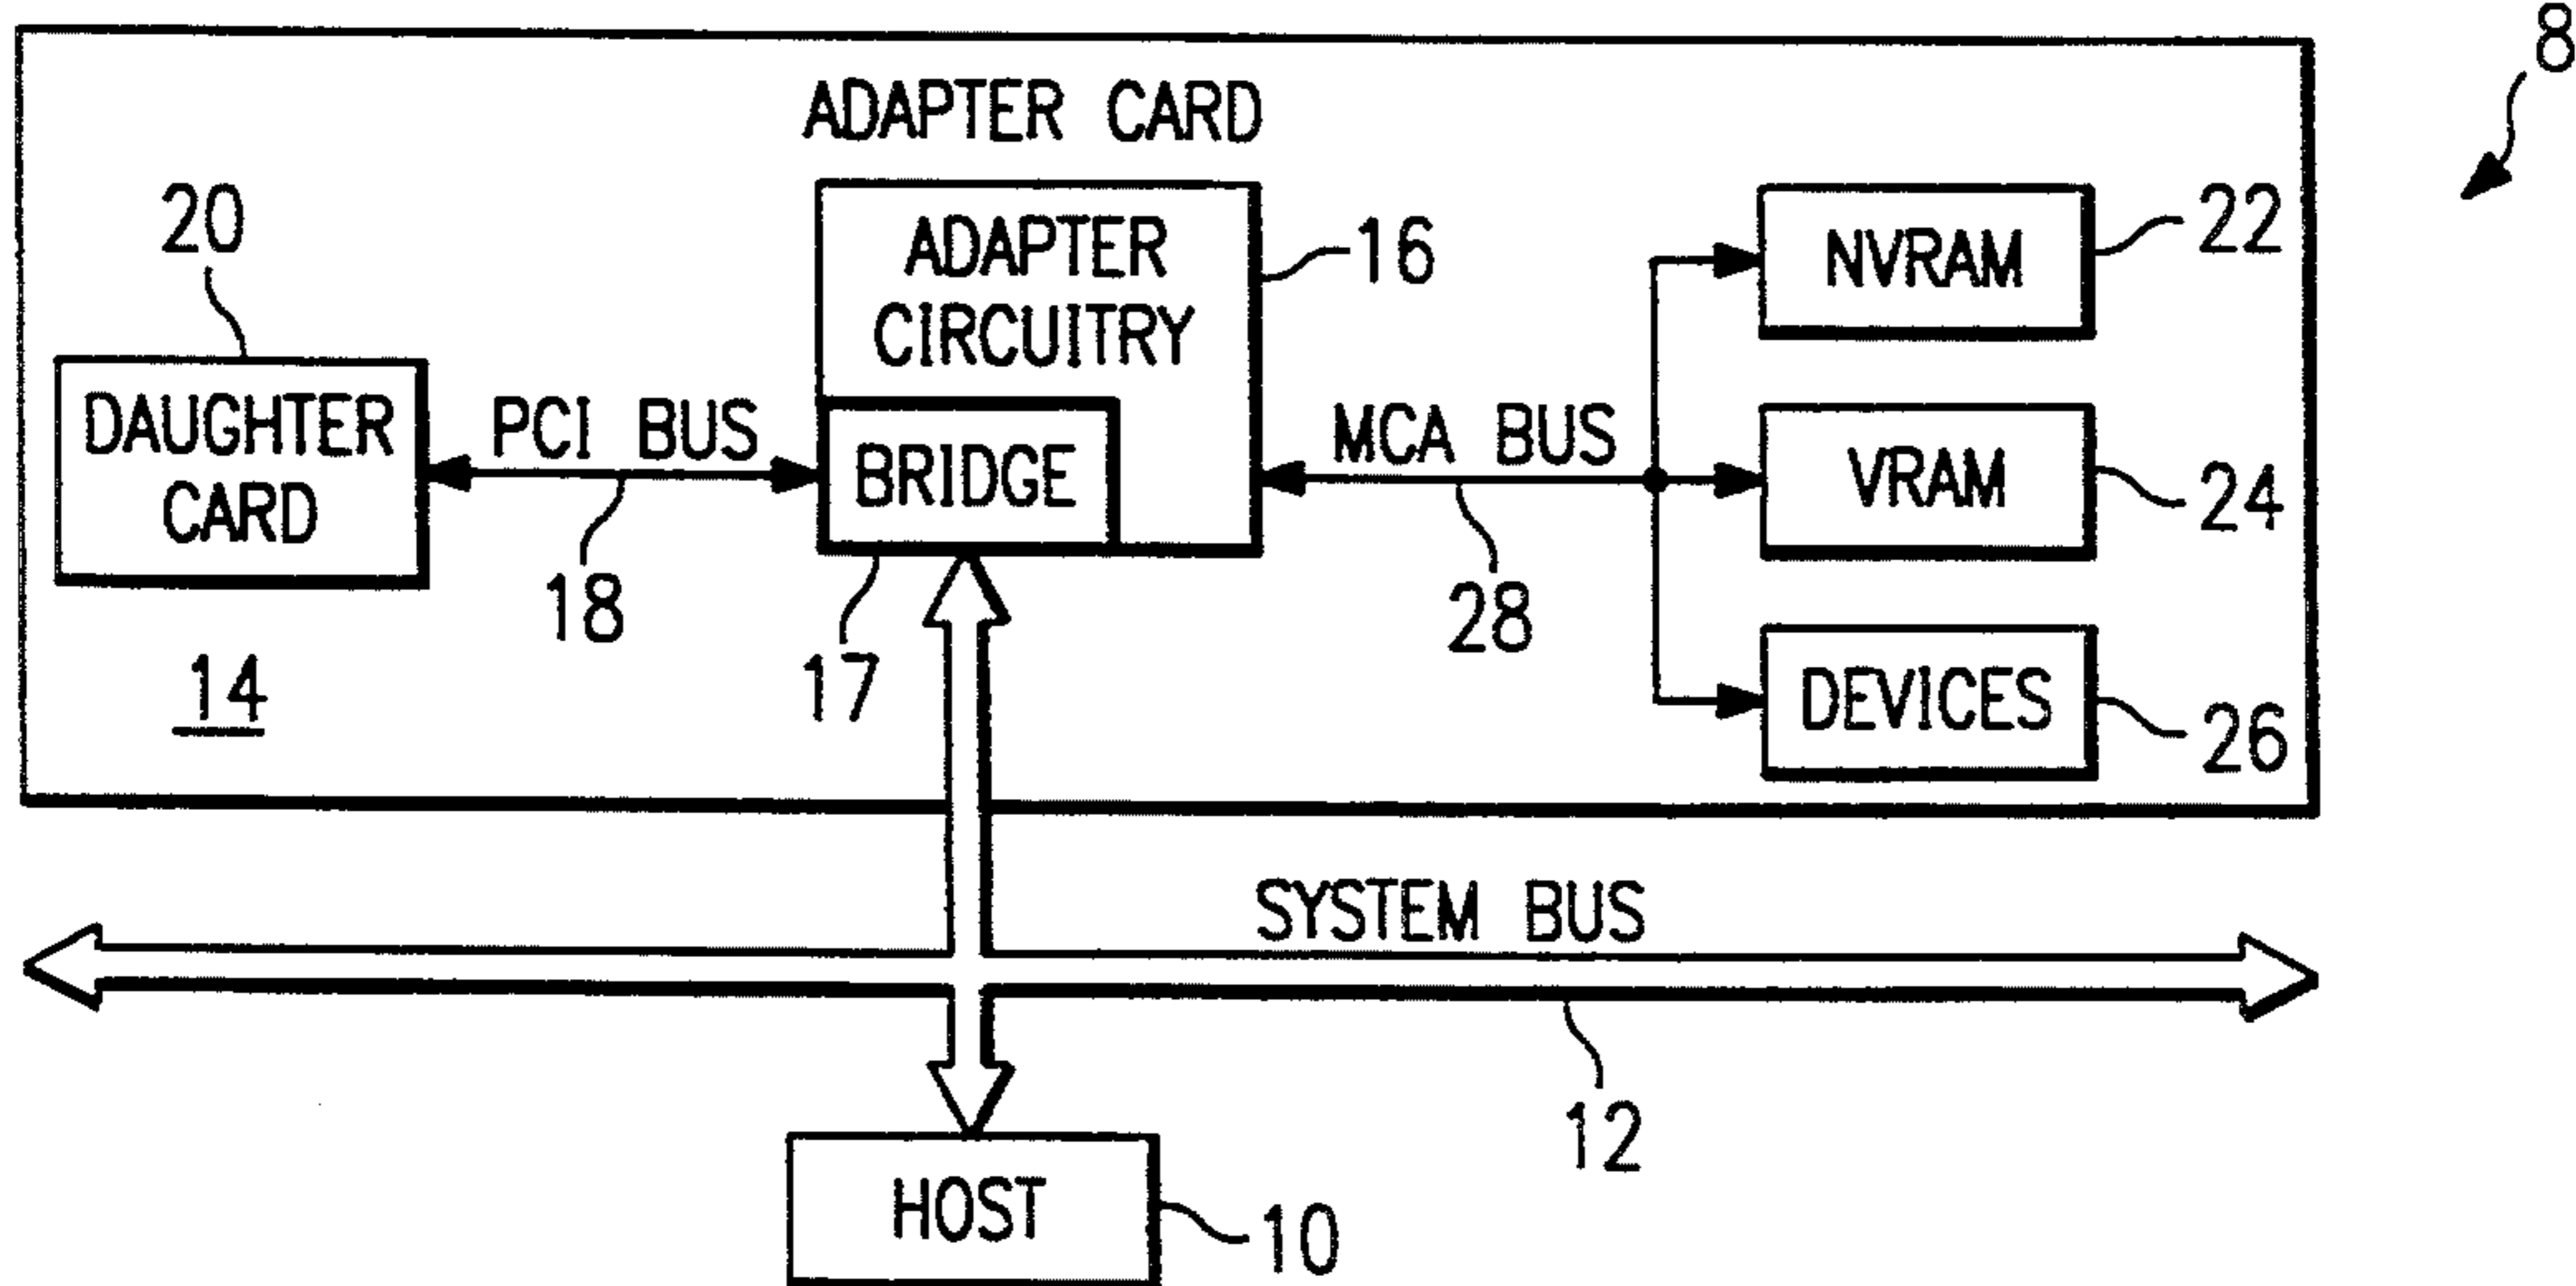 8
ADAPTER CARD
20
ADAPTER
CIRCUITRY
16
NVRAM
22
DAUGHTER
CARD
PCI BUS
18
BRIDGE
17
MCA BUS
28
VRAM
24
DEVICES
26
14
SYSTEM BUS
12
HOST
10